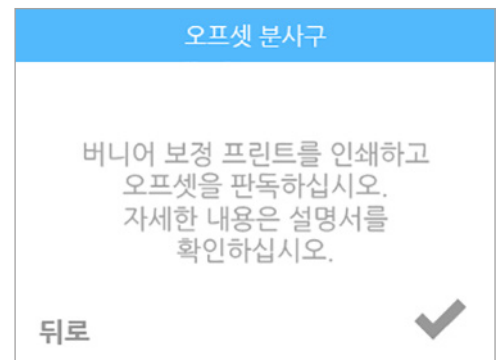 오프셋 분사구
버니어 보정 프린트를 인쇄하고
오프셋을 판독하십시오.
자세한 내용은 설명서를
확인하십시오.
뒤로